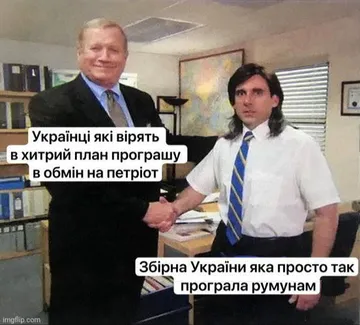 Українці які вірять
в хитрий план програшу
в обмін на петріот
Збірна України яка просто так
програла румунам
imgflip.com